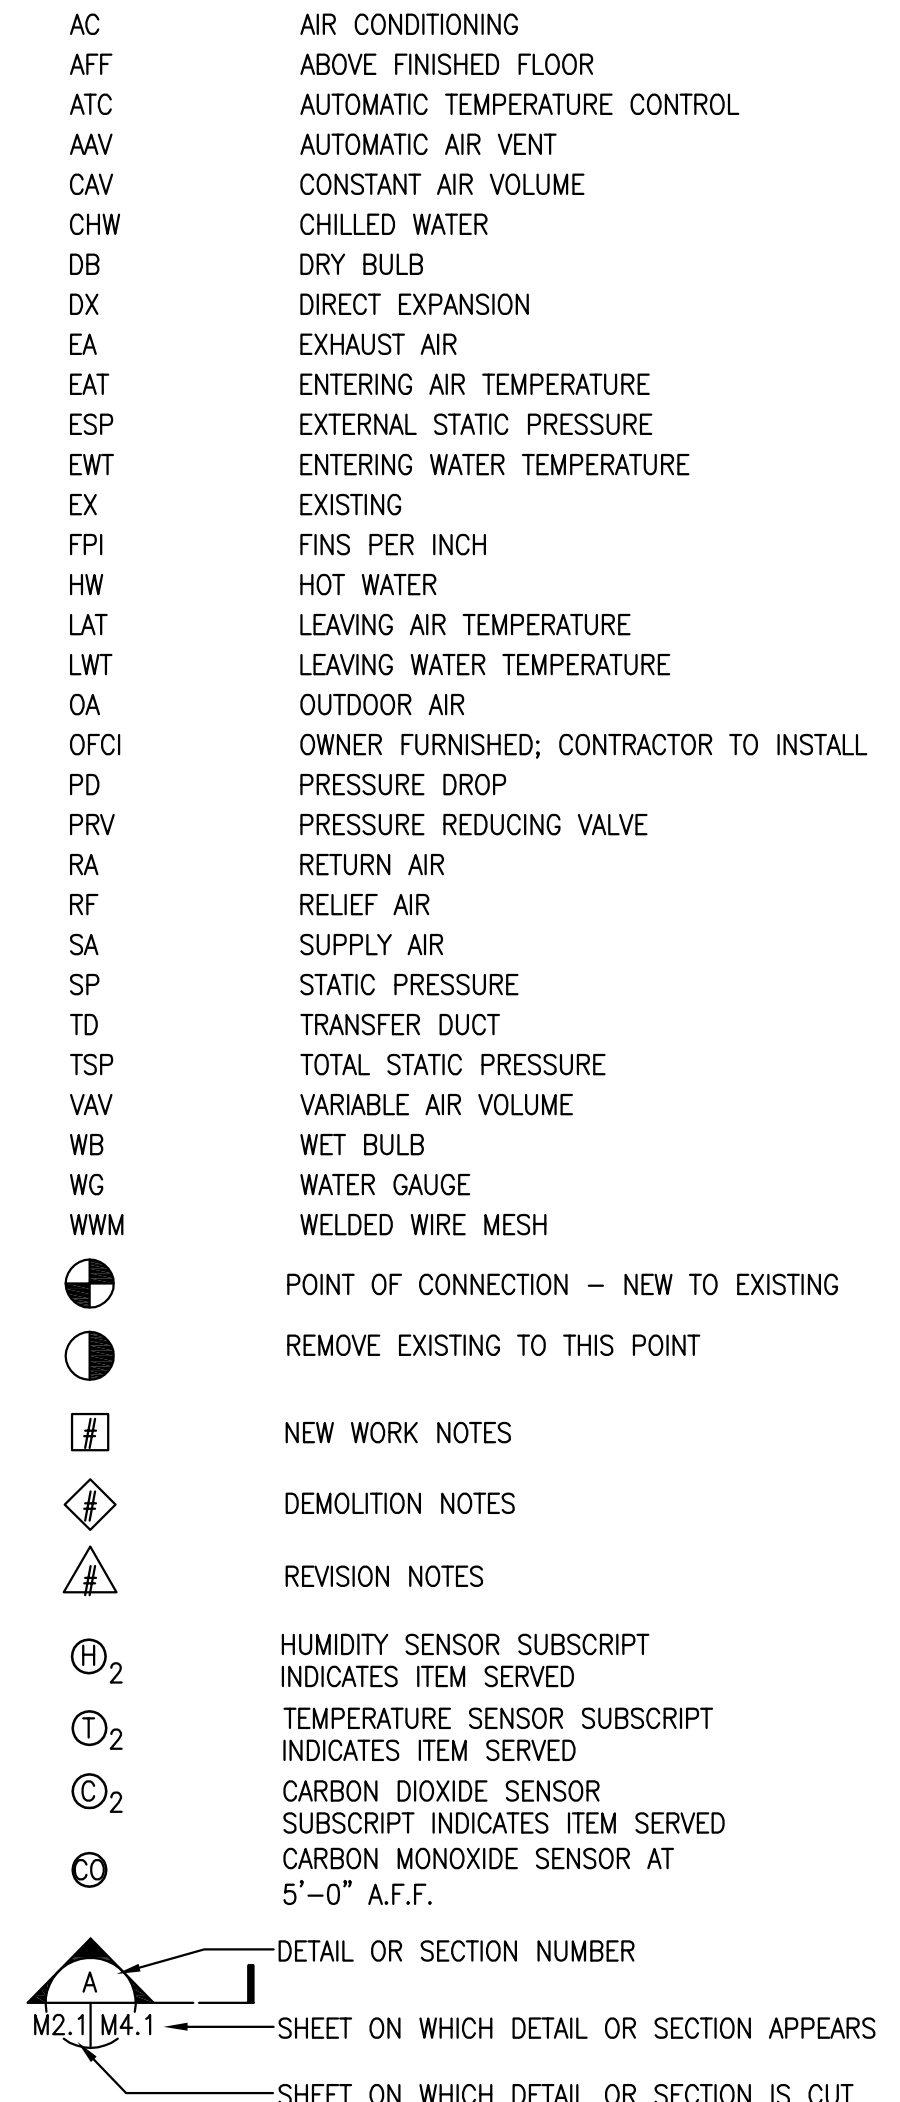 AC AIR CONDITIONING
AFF ABOVE FINISHED FLOOR
ATC AUTOMATIC TEMPERATURE CONTROL
AAV AUTOMATIC AIR VENT
CAV CONSTANT AIR VOLUME
CHW CHILLED WATER
DB DRY BULB
DX DIRECT EXPANSION
EA EXHAUST AIR
EAT ENTERING AIR TEMPERATURE
ESP EXTERNAL STATIC PRESSURE
EWT ENTERING WATER TEMPERATURE
EX EXISTING
FPI FINS PER INCH
HW HOT WATER
LAT LEAVING AIR TEMPERATURE
LWT LEAVING WATER TEMPERATURE
OA OUTDOOR AIR
OFCI OWNER FURNISHED; CONTRACTOR TO INSTALL
PD PRESSURE DROP
PRV PRESSURE REDUCING VALVE
RA RETURN AIR
RF RELIEF AIR
SA SUPPLY AIR
SP STATIC PRESSURE
TD TRANSFER DUCT
TSP TOTAL STATIC PRESSURE
VAV VARIABLE AIR VOLUME
WB WET BULB
WG WATER GAUGE
WWM WELDED WIRE MESH
POINT OF CONNECTION – NEW TO EXISTING
REMOVE EXISTING TO THIS POINT
# NEW WORK NOTES
# DEMOLITION NOTES
# REVISION NOTES
H2 HUMIDITY SENSOR SUBSCRIPT
INDICATES ITEM SERVED
T2 TEMPERATURE SENSOR SUBSCRIPT
INDICATES ITEM SERVED
C2 CARBON DIOXIDE SENSOR
SUBSCRIPT INDICATES ITEM SERVED
CO CARBON MONOXIDE SENSOR AT
5'–0" A.F.F.
DETAIL OR SECTION NUMBER
A
M2.1 M4.1 SHEET ON WHICH DETAIL OR SECTION APPEARS
SHEET ON WHICH DETAIL OR SECTION IS CUT